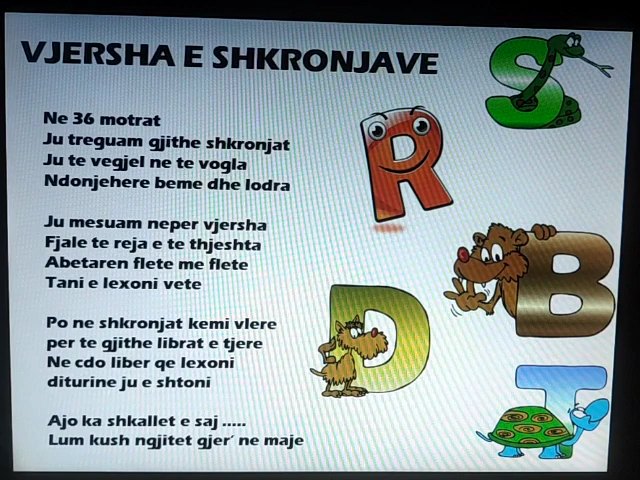 VJERSHA E SHKRONJAVE
Ne 36 motrat
Ju treguam gjithe shkronjat
Ju te vegjel ne te vogla
Ndonjehere beme dhe lodra
Ju mesuam neper vjersha
Fjale te reja e te thjeshta
Abetaren flete me flete
Tani e lexoni vete
Po ne shkronjat kemi vlere
per te gjithe librat e tjere
Ne cdo liber qe lexoni
diturine ju e shtoni
Ajo ka shkallet e saj .....
Lum kush ngjitet gjer´ ne maje
S
R
B
D
T